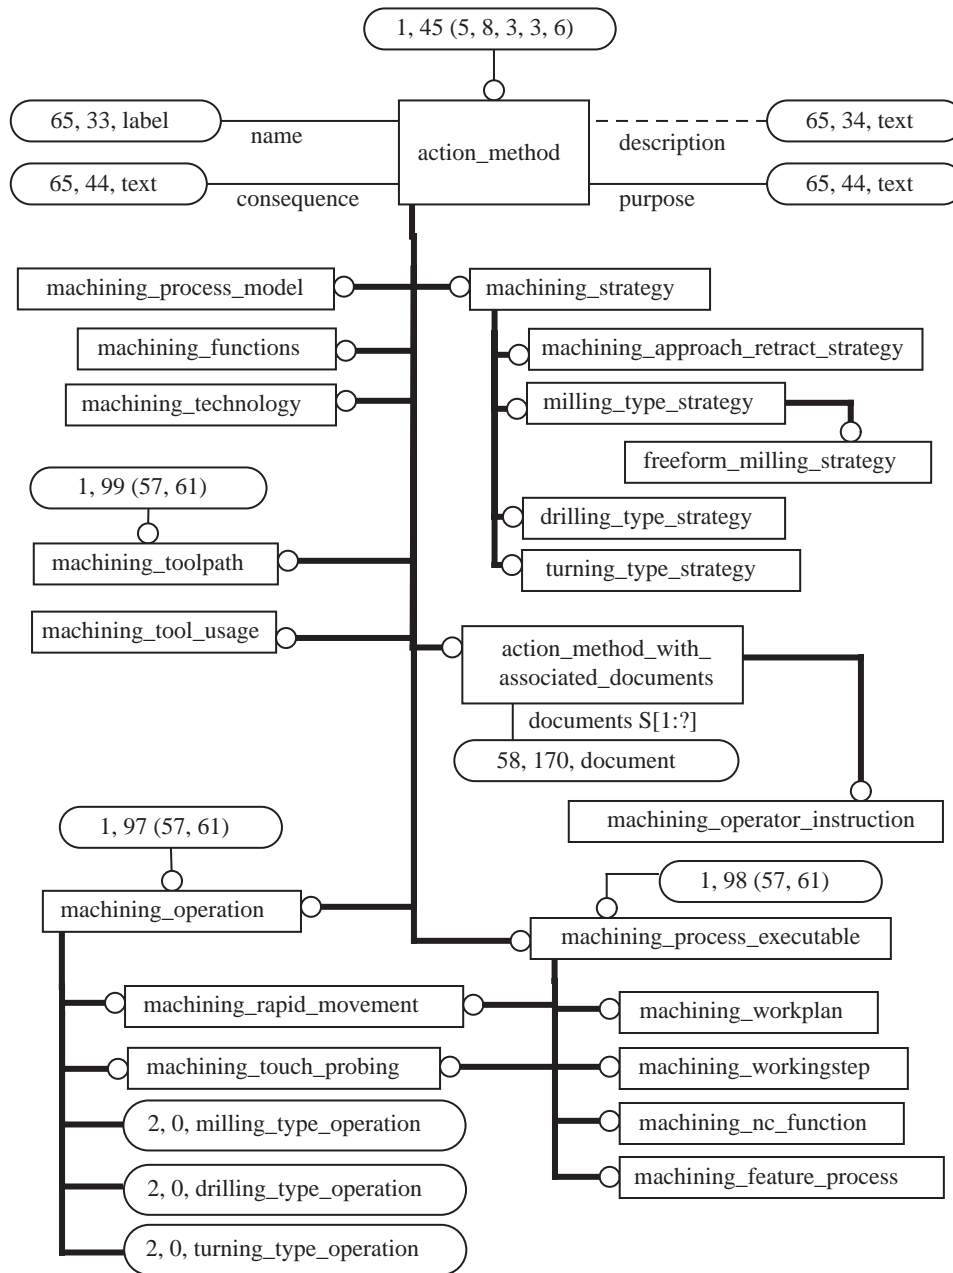 1, 45 (5, 8, 3, 3, 6)
65, 33, label
name
action_method
description
65, 34, text
65, 44, text
consequence
purpose
65, 44, text
machining_process_model
machining_strategy
machining_functions
machining_approach_retract_strategy
machining_technology
milling_type_strategy
freeform_milling_strategy
1, 99 (57, 61)
drilling_type_strategy
machining_toolpath
turning_type_strategy
machining_tool_usage
action_method_with_
associated_documents
documents S[1:?]
58, 170, document
machining_operator_instruction
1, 97 (57, 61)
1, 98 (57, 61)
machining_operation
machining_process_executable
machining_rapid_movement
machining_workplan
machining_touch_probing
machining_workingstep
2, 0, milling_type_operation
machining_nc_function
machining_feature_process
2, 0, drilling_type_operation
2, 0, turning_type_operation